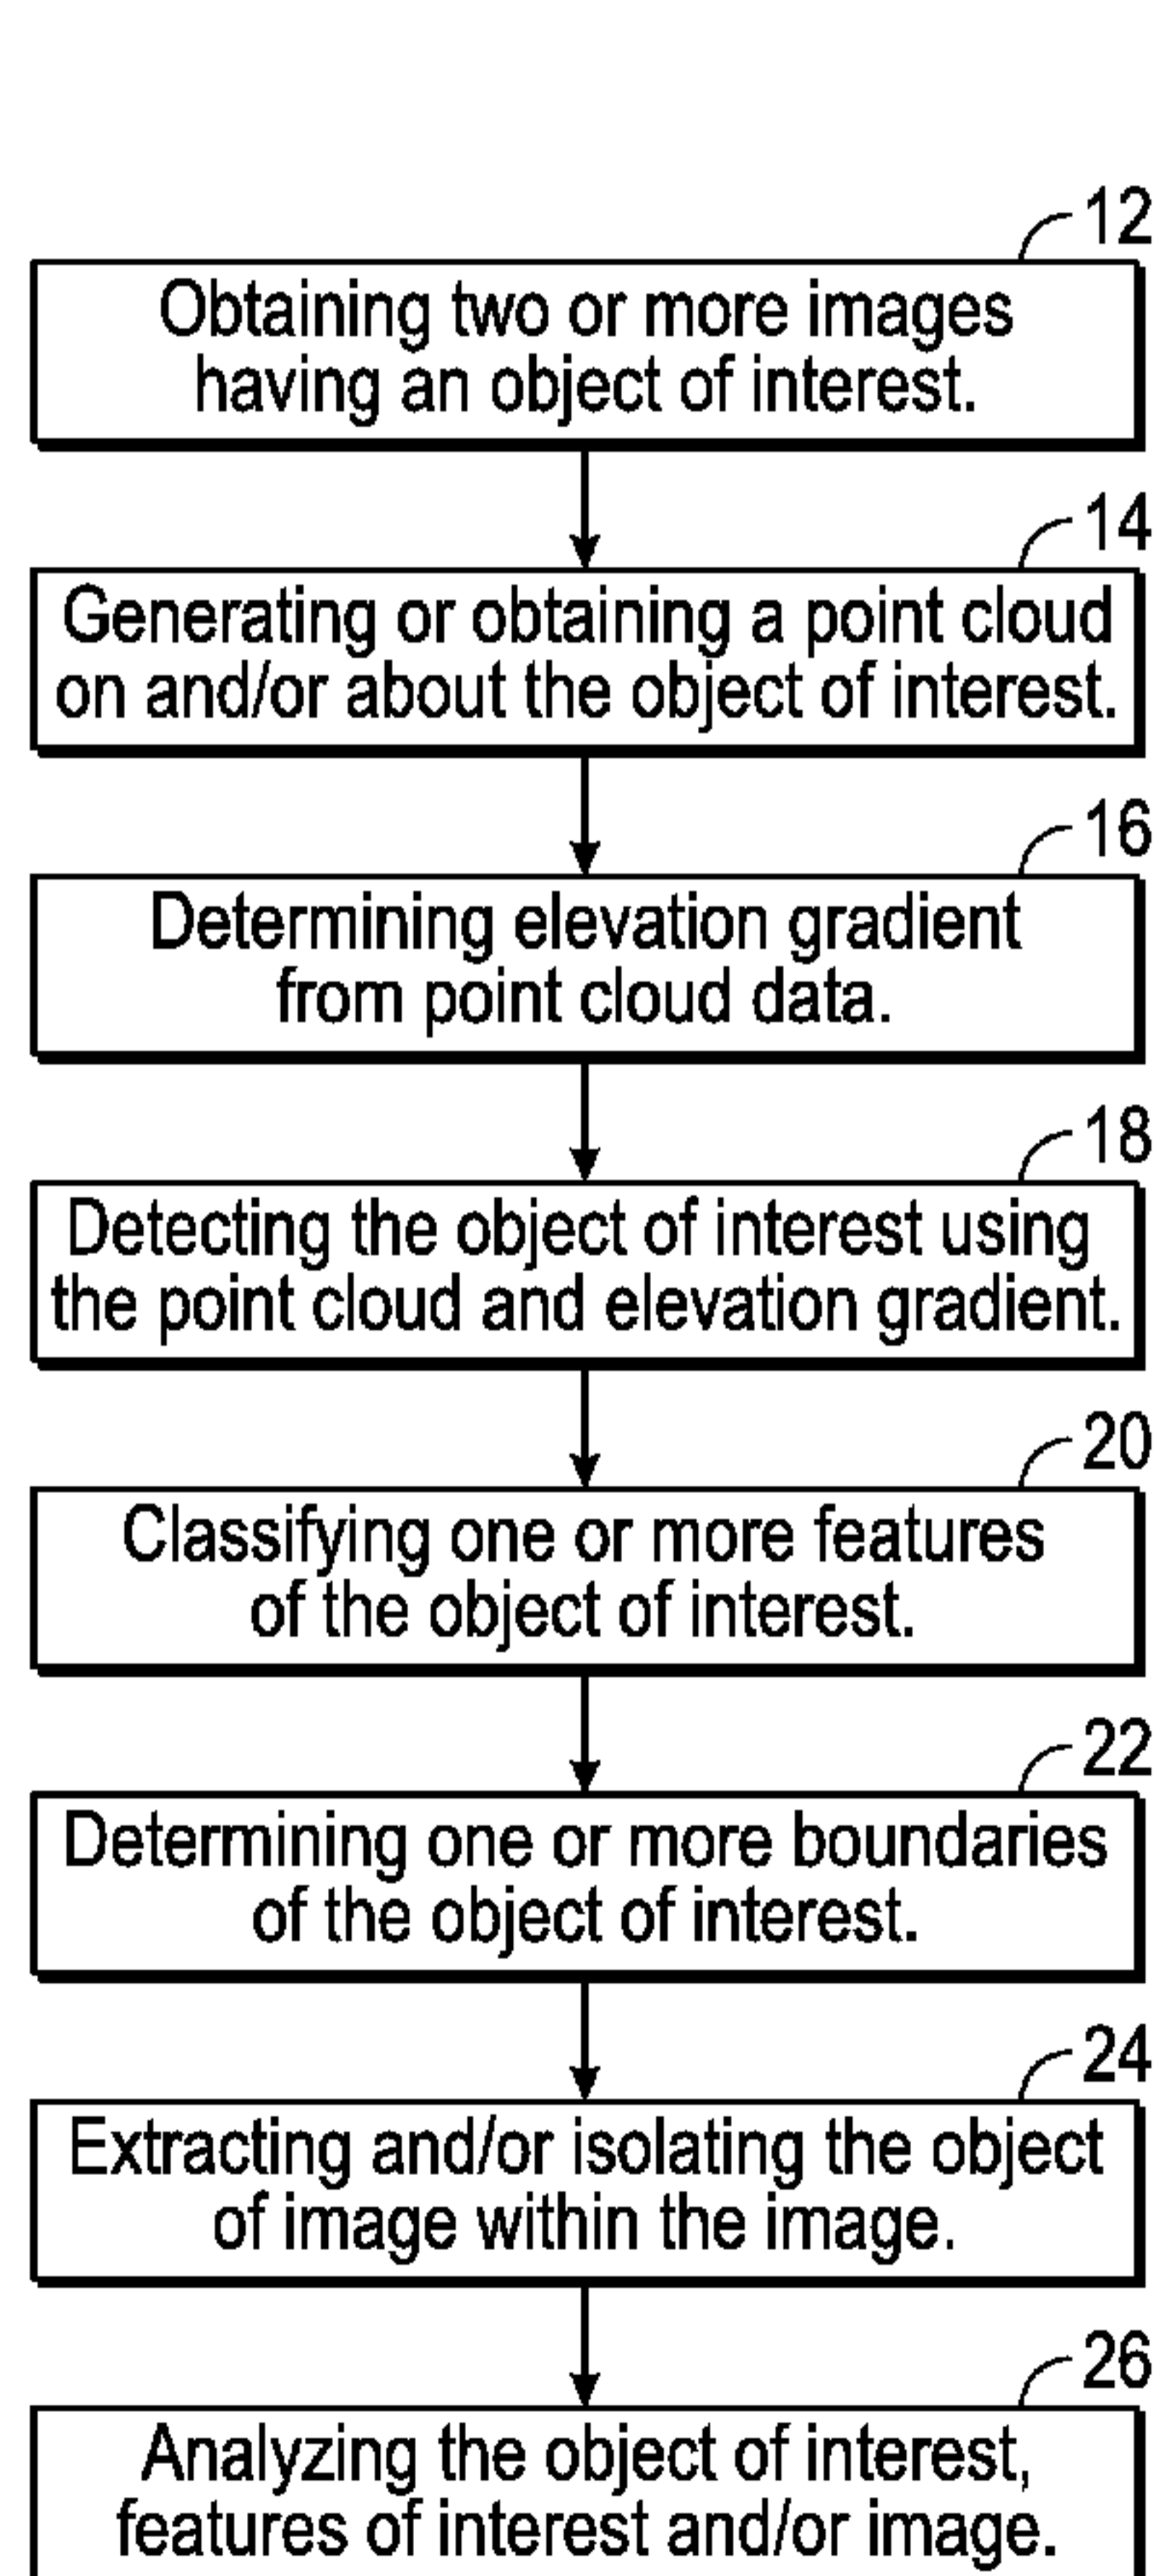 12
Obtaining two or more images
having an object of interest.
14
Generating or obtaining a point cloud
on and/or about the object of interest.
16
Determining elevation gradient
from point cloud data.
18
Detecting the object of interest using
the point cloud and elevation gradient.
20
Classifying one or more features
of the object of interest.
22
Determining one or more boundaries
of the object of interest.
24
Extracting and/or isolating the object
of image within the image.
26
Analyzing the object of interest,
features of interest and/or image.